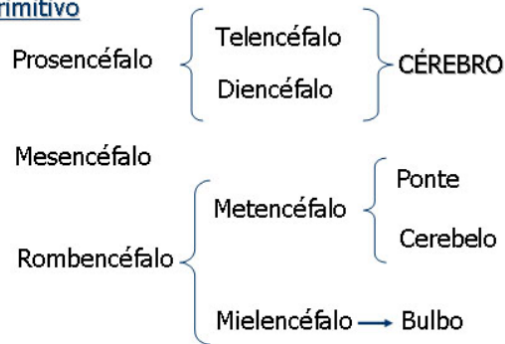 rimitivo
Telencéfalo
Prosencéfalo
CÉREBRO
Diencéfalo
Mesencéfalo
Ponte
Metencéfalo
Cerebelo
Rombencéfalo
Mielencéfalo → Bulbo